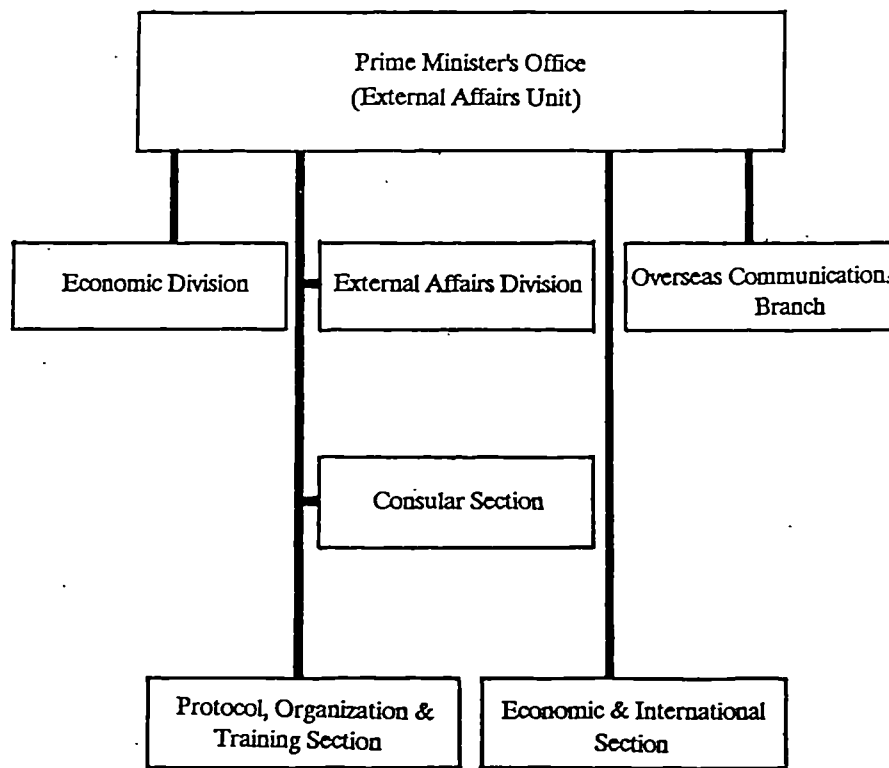 Prime Minister's Office
(External Affairs Unit)
Economic Division
External Affairs Division
Overseas Communication
Branch
Consular Section
Protocol, Organization &
Training Section
Economic & International
Section